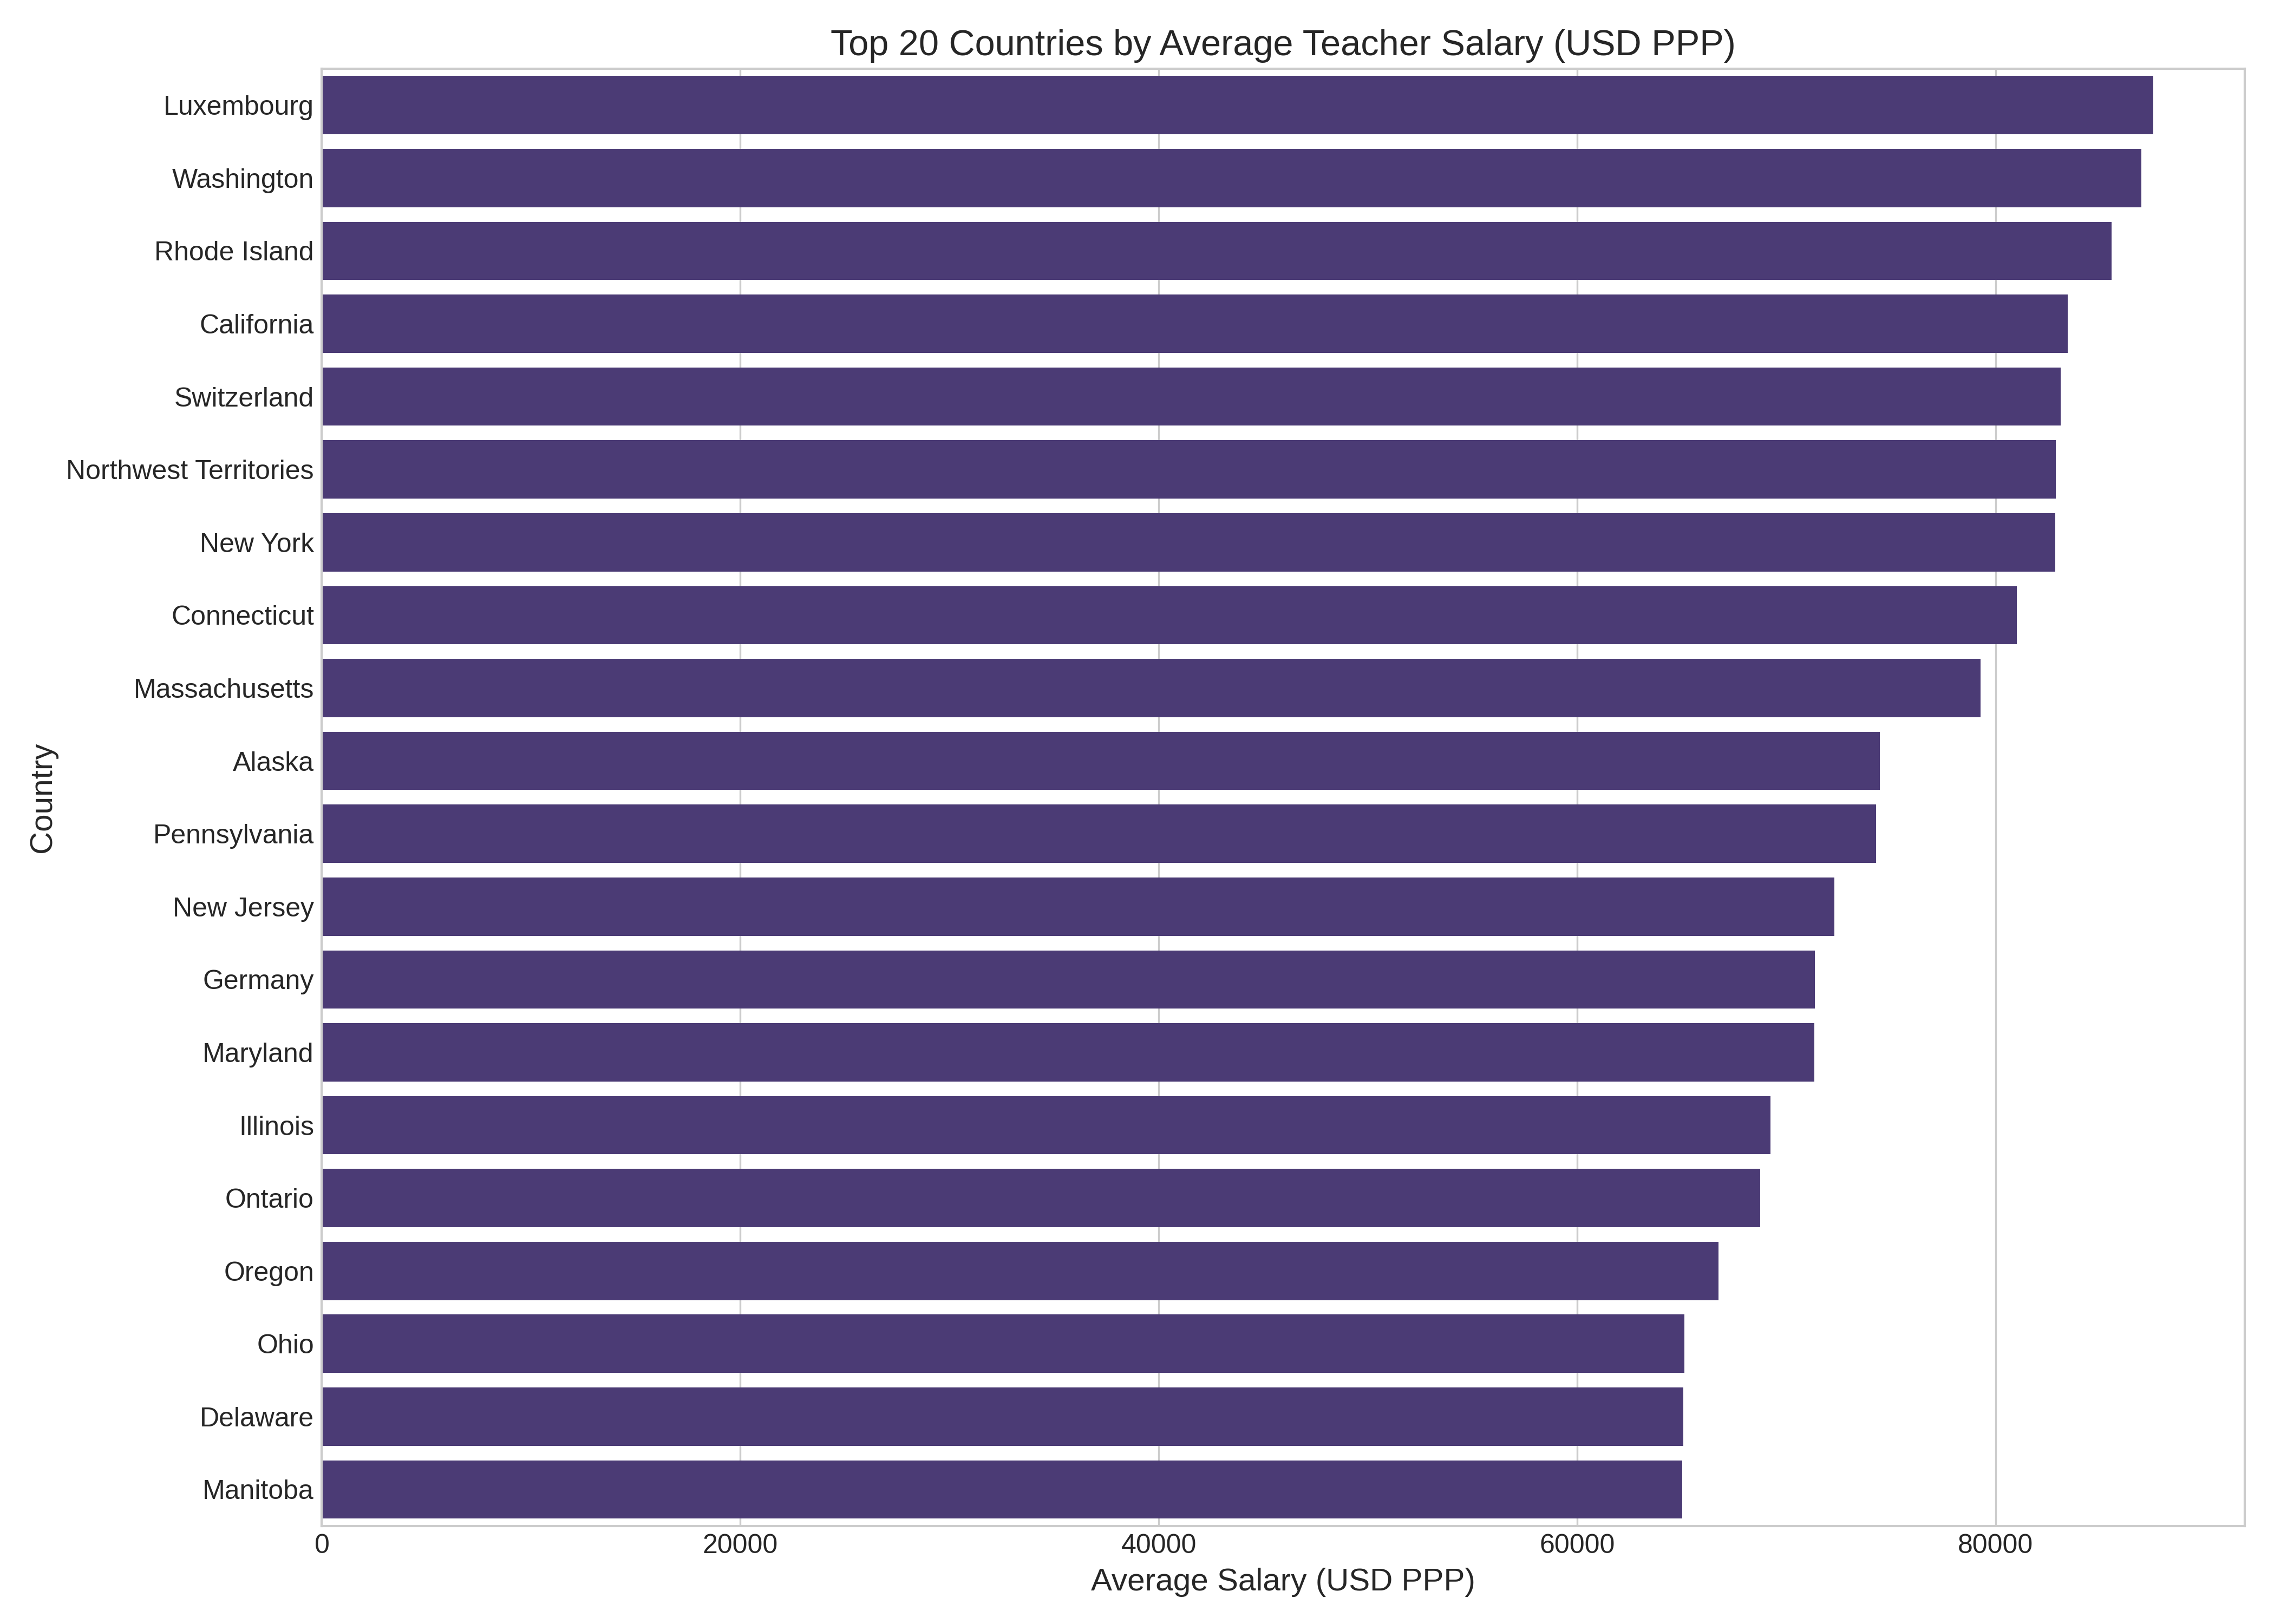 Top 20 Countries by Average Teacher Salary (USD PPP)
Country
Luxembourg
Washington
Rhode Island
California
Switzerland
Northwest Territories
New York
Connecticut
Massachusetts
Alaska
Pennsylvania
New Jersey
Germany
Maryland
Illinois
Ontario
Oregon
Ohio
Delaware
Manitoba
0 20000 40000 60000 80000
Average Salary (USD PPP)